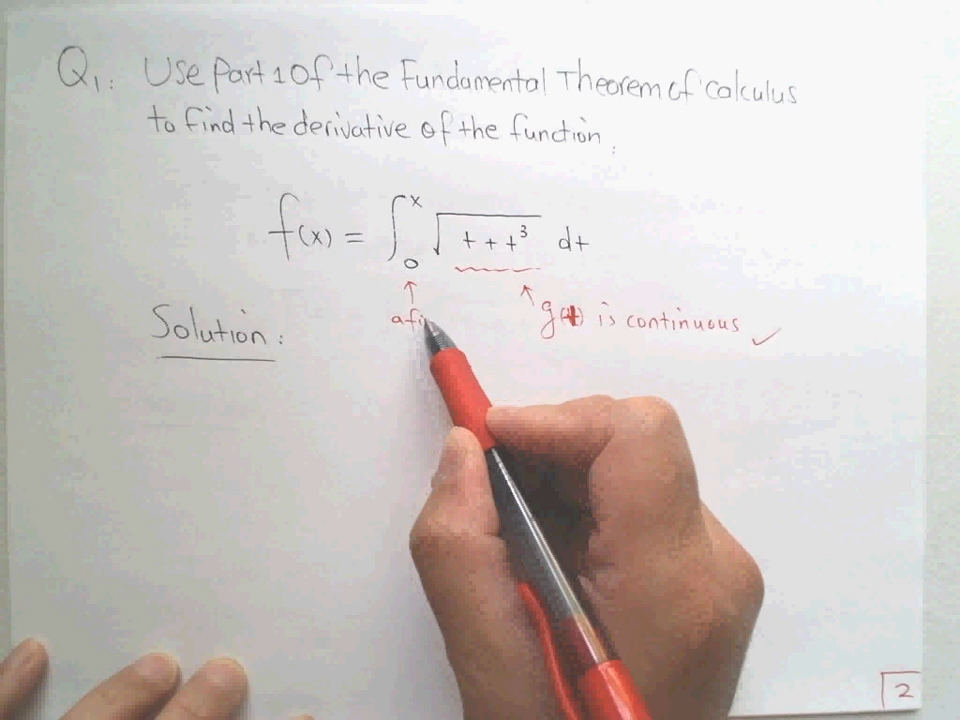 Q1: Use Part 1 Of the Fundamental Theorem of Calculus
to find the derivative of the function.
f(x) = ∫₀ˣ √(t + t³) dt
Solution:
g(t) is continuous ✓
2